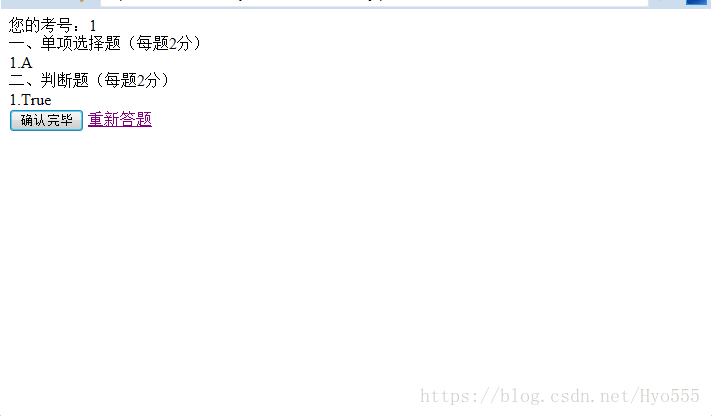 您的考号：1
一、单项选择题（每题2分）
1.A
二、判断题（每题2分）
1.True
确认完毕 重新答题
https://blog.csdn.net/Hyo555